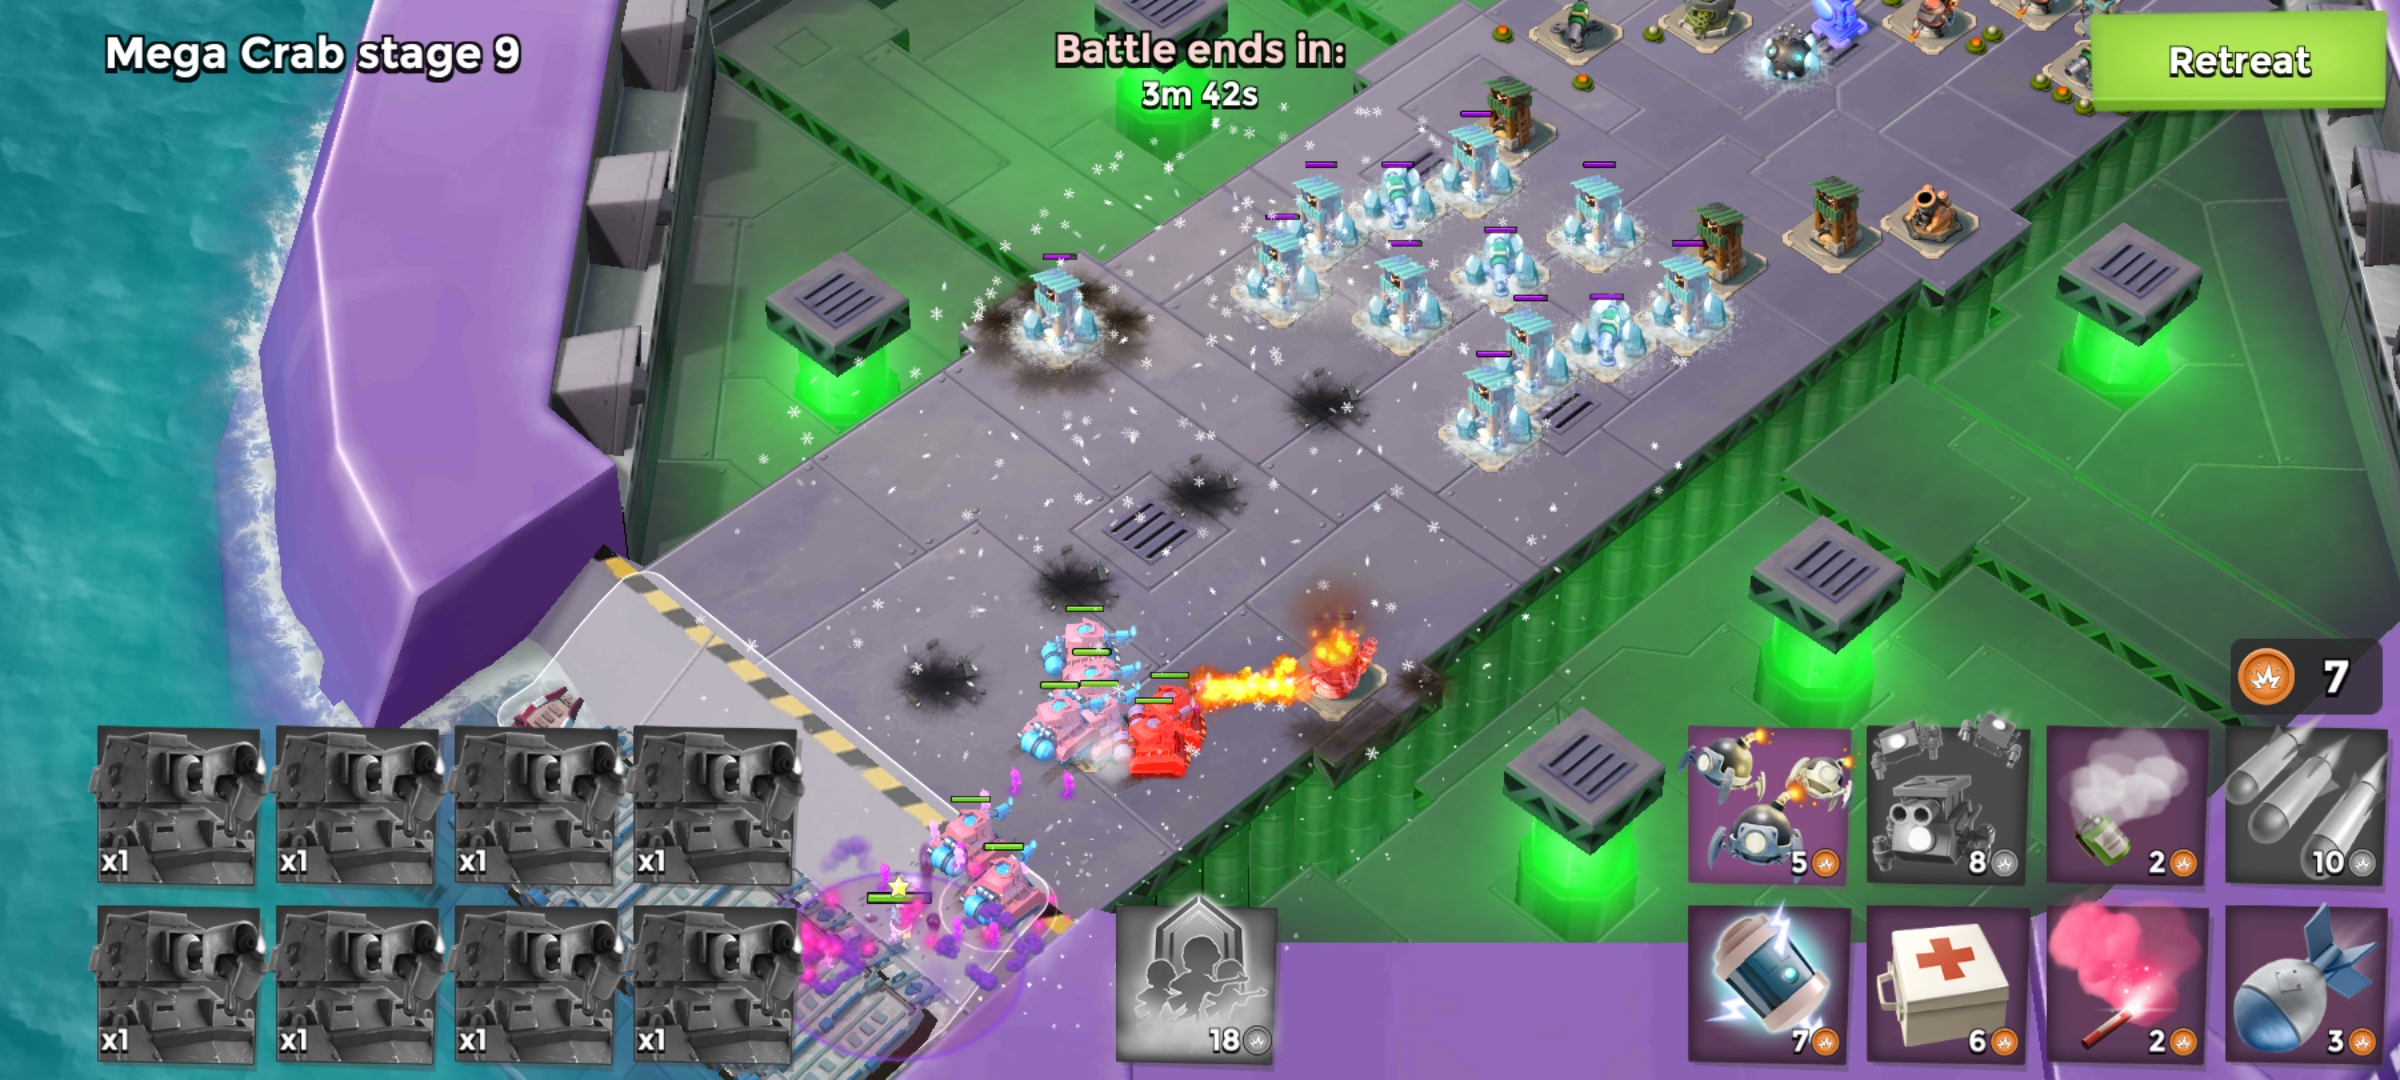 Mega Crab stage 9
Battle ends in:
3m 42s
Retreat
7
x1
x1
x1
x1
5
8
2
10
x1
x1
x1
x1
18
7
6
2
3